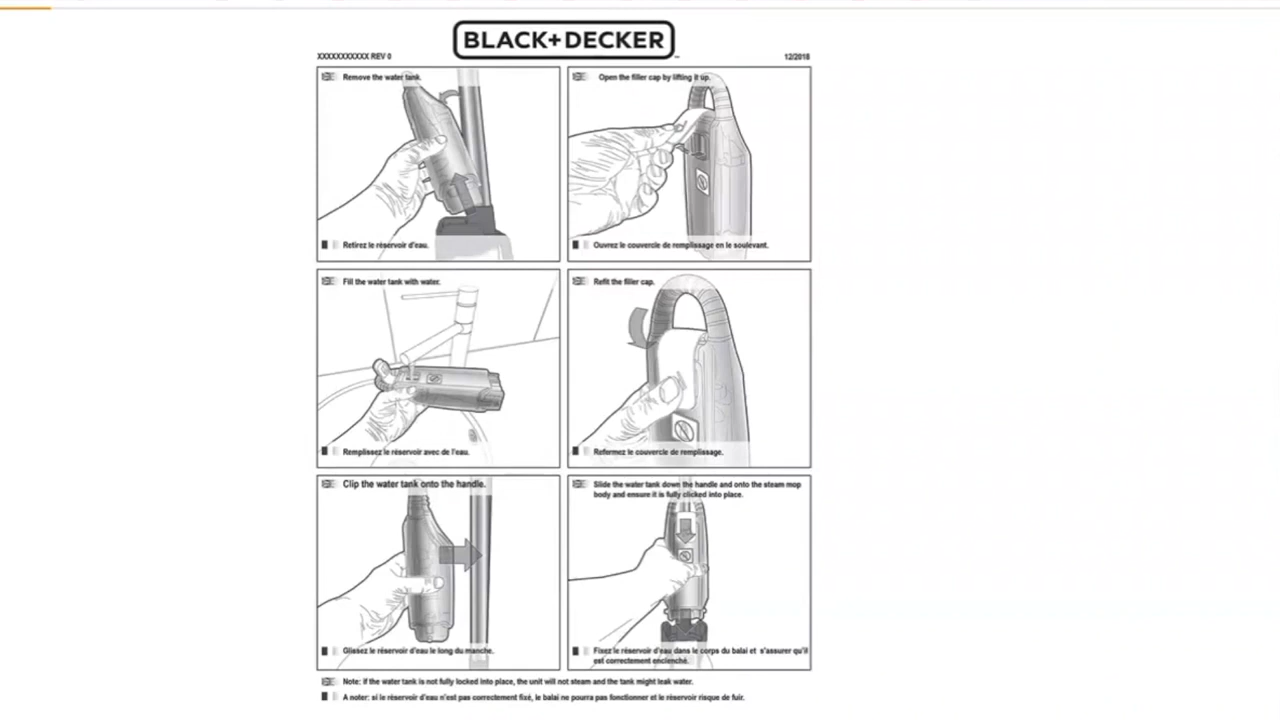 BLACK+DECKER
XXXXXXXXXXX REV 0
12/2018
Remove the water tank.
Retirez le réservoir d'eau.
Open the filler cap by lifting it up.
Ouvrez le couvercle de remplissage en le soulevant.
Fill the water tank with water.
Remplissez le réservoir avec de l'eau.
Refit the filler cap.
Refermez le couvercle de remplissage.
Clip the water tank onto the handle.
Glissez le réservoir d'eau le long du manche.
Slide the water tank down the handle and onto the steam mop
body and ensure it is fully clicked into place.
Fixez le réservoir d'eau dans le corps du balai et s'assurer qu'il
est correctement enclenché.
Note: if the water tank is not fully locked into place, the unit will not steam and the tank might leak water.
A noter: si le réservoir d'eau n'est pas correctement fixé, le balai ne pourra pas fonctionner et le réservoir risque de fuir.